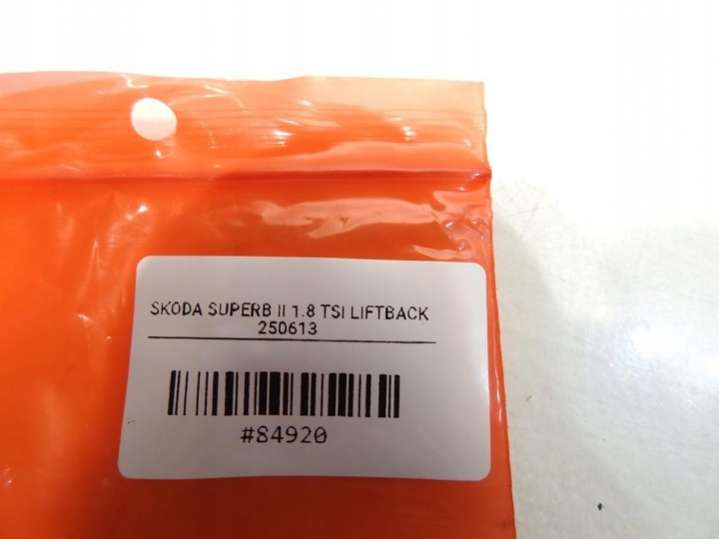 SKODA SUPERB II 1.8 TSI LIFTBACK
250613
#84920